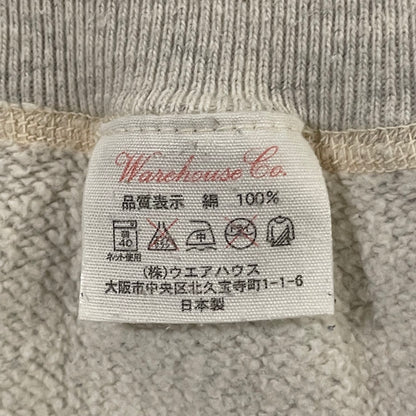 Warehouse Co.
品質表示 綿 100%
弱 40
ネット使用
中
(株)ウエアハウス
大阪市中央区北久宝寺町1-1-6
日本製